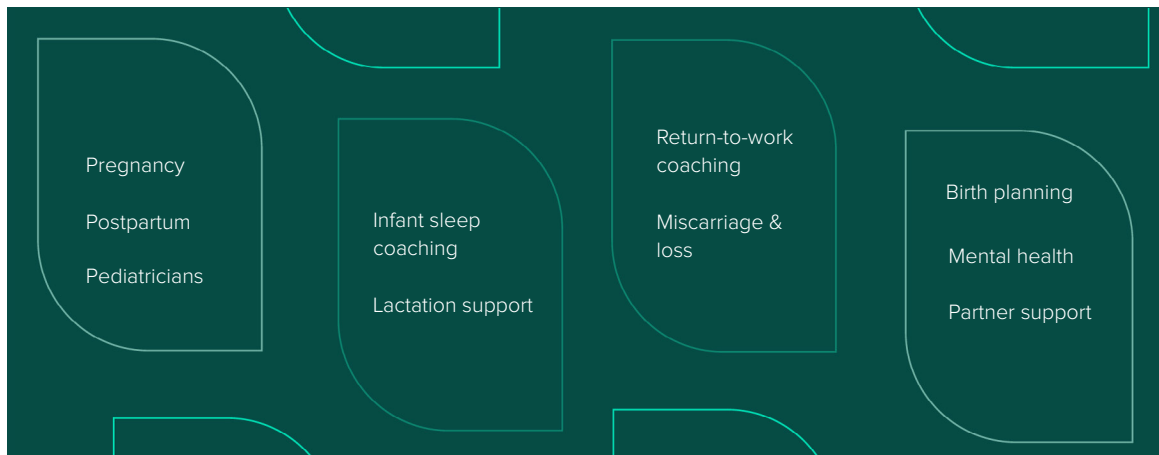 Pregnancy
Postpartum
Pediatricians
Infant sleep
coaching
Lactation support
Return-to-work
coaching
Miscarriage &
loss
Birth planning
Mental health
Partner support